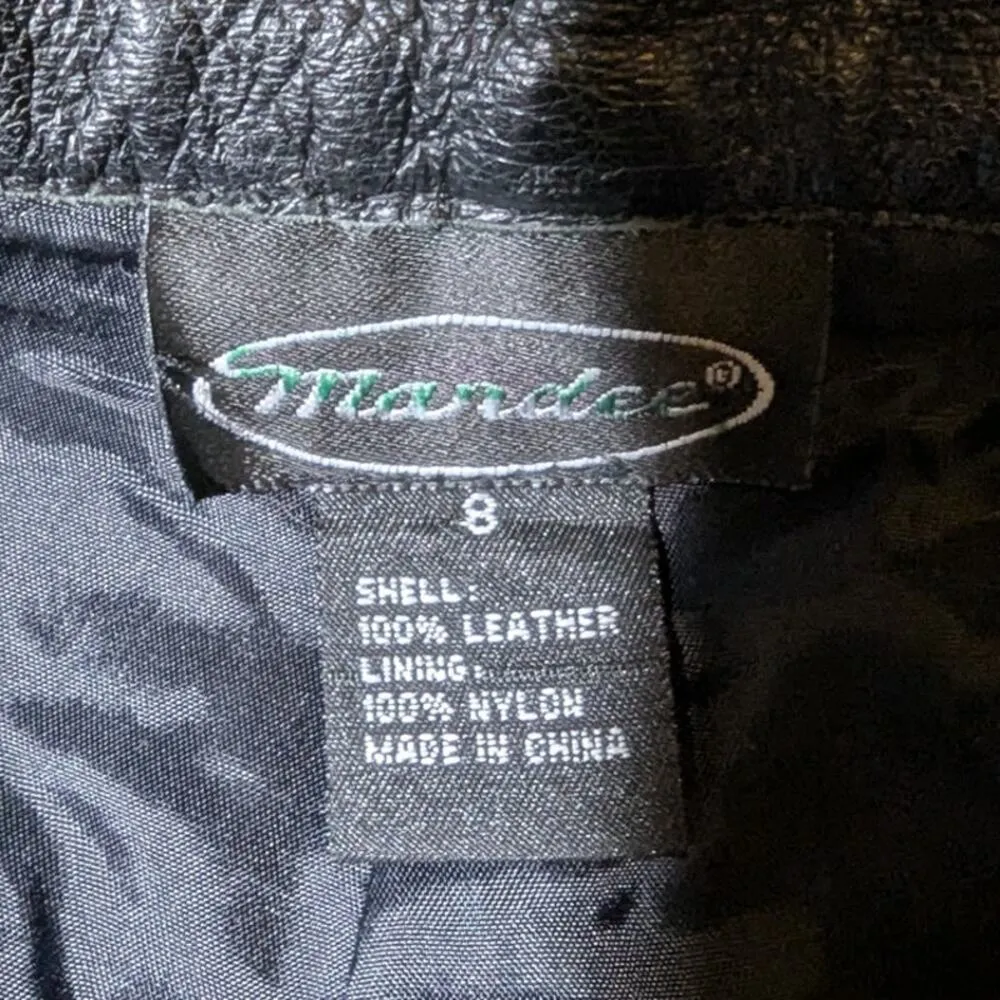 Mandee®
8
SHELL:
100% LEATHER
LINING:
100% NYLON
MADE IN CHINA